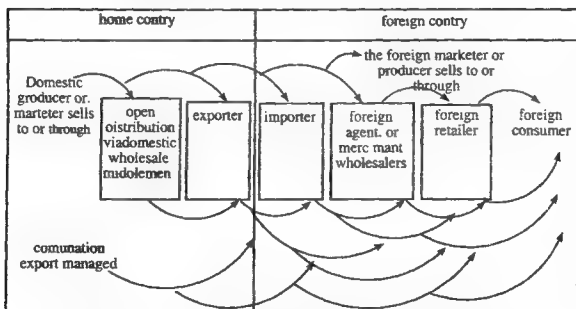 home contry
foreign contry
the foreign marketer or
producer sells to or
through
Domestic
groducer or.
marteter sells
to or through
open
oistribution
viadomestic
wholesale
mudolemen
exporter
importer
foreign
agent. or
merc mant
wholesalers
foreign
retailer
foreign
consumer
comunation
export managed